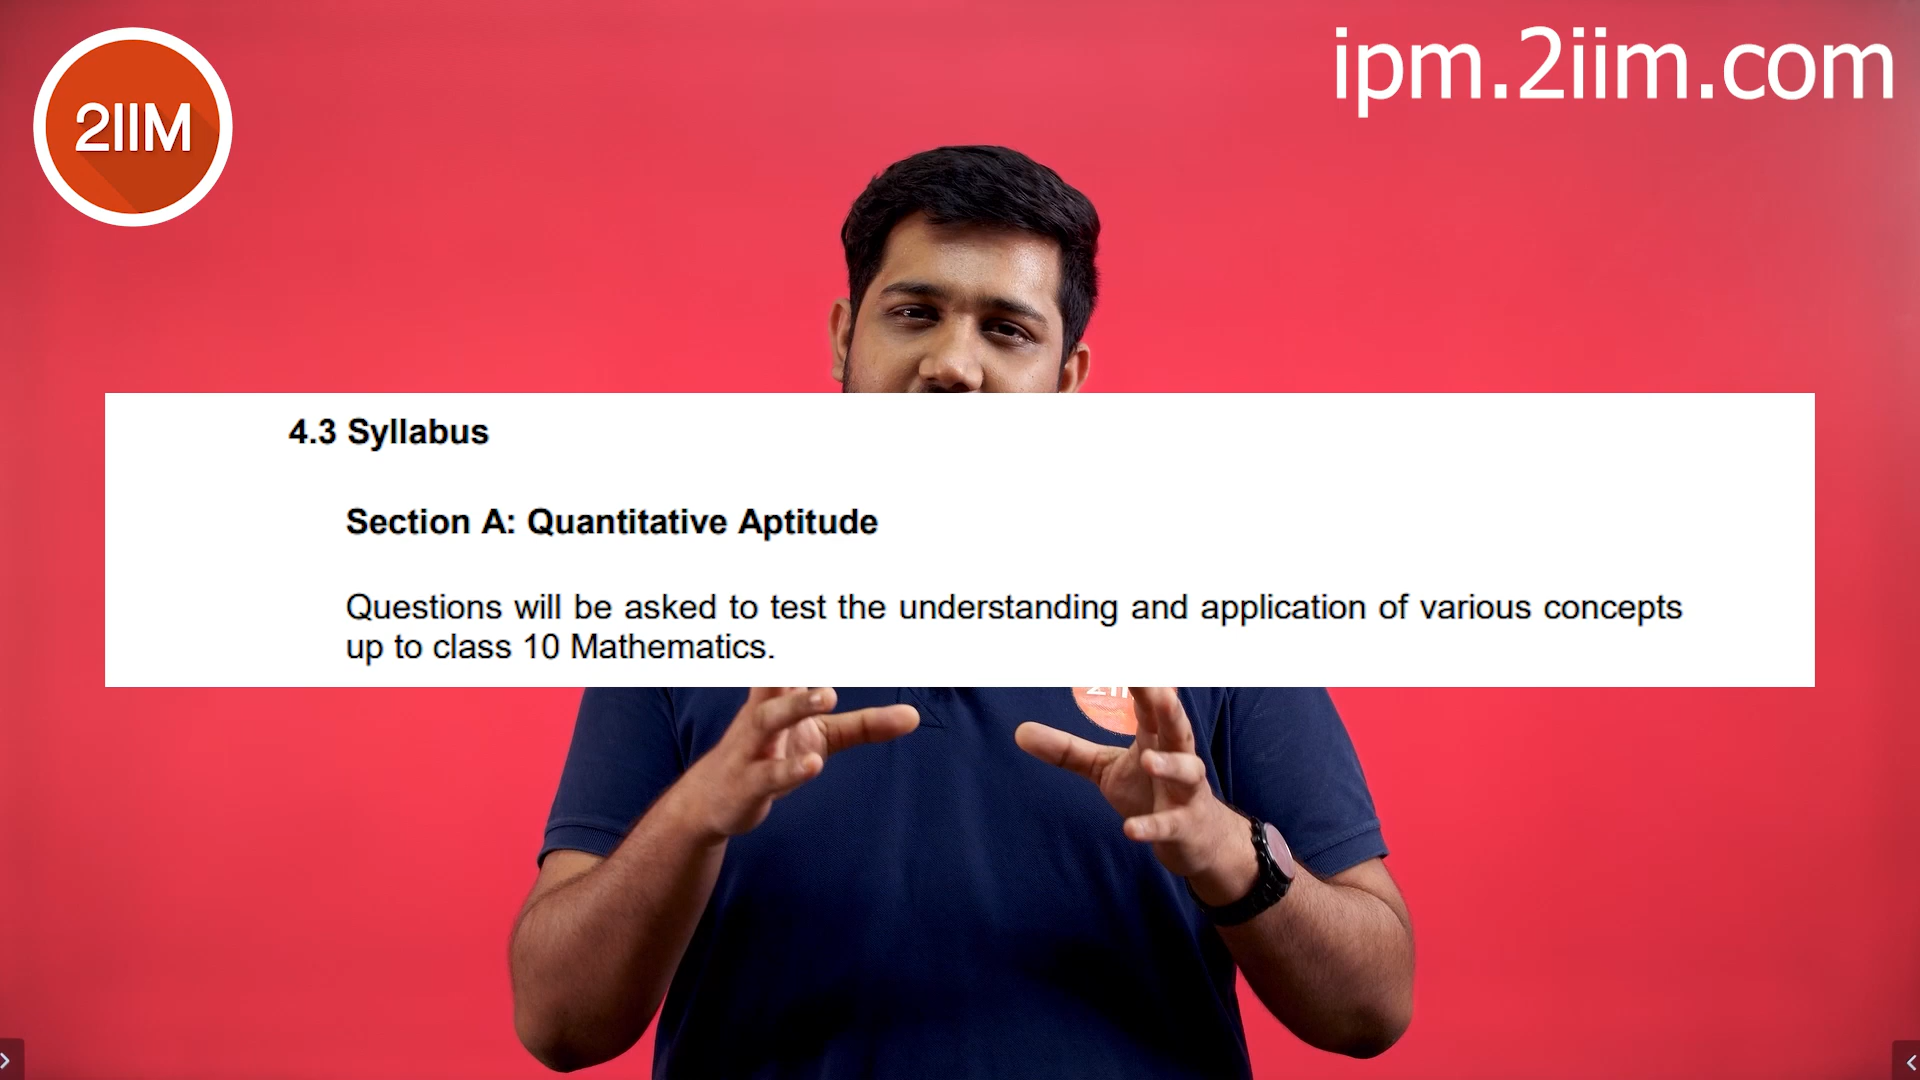 2IIM
ipm.2iim.com
4.3 Syllabus
Section A: Quantitative Aptitude
Questions will be asked to test the understanding and application of various concepts
up to class 10 Mathematics.